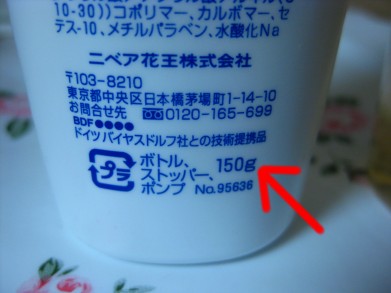 10-30))コポリマー、カルボマー、セ
テス-10、メチルパラベン、水酸化Na
ニベア花王株式会社
〒103-8210
東京都中央区日本橋茅場町1-14-10
お問合せ先 ☎0120-165-699
BDF●●●●
ドイツバイヤスドルフ社との技術提携品
プラ ボトル、 150g
ストッパー、
ポンプ No.95636